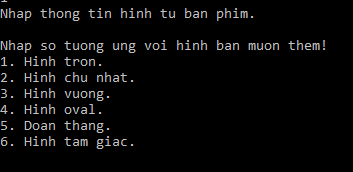 Nhap thong tin hinh tu ban phim.
Nhap so tuong ung voi hinh ban muon them!
1. Hinh tron.
2. Hinh chu nhat.
3. Hinh vuong.
4. Hinh oval.
5. Doan thang.
6. Hinh tam giac.